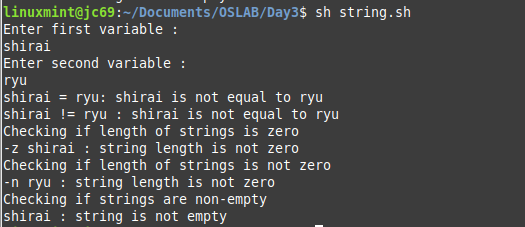 linuxmint@jc69:~/Documents/OSLAB/Day3$ sh string.sh
Enter first variable :
shirai
Enter second variable :
ryu
shirai = ryu: shirai is not equal to ryu
shirai != ryu : shirai is not equal to ryu
Checking if length of strings is zero
-z shirai : string length is not zero
Checking if length of strings is not zero
-n ryu : string length is not zero
Checking if strings are non-empty
shirai : string is not empty